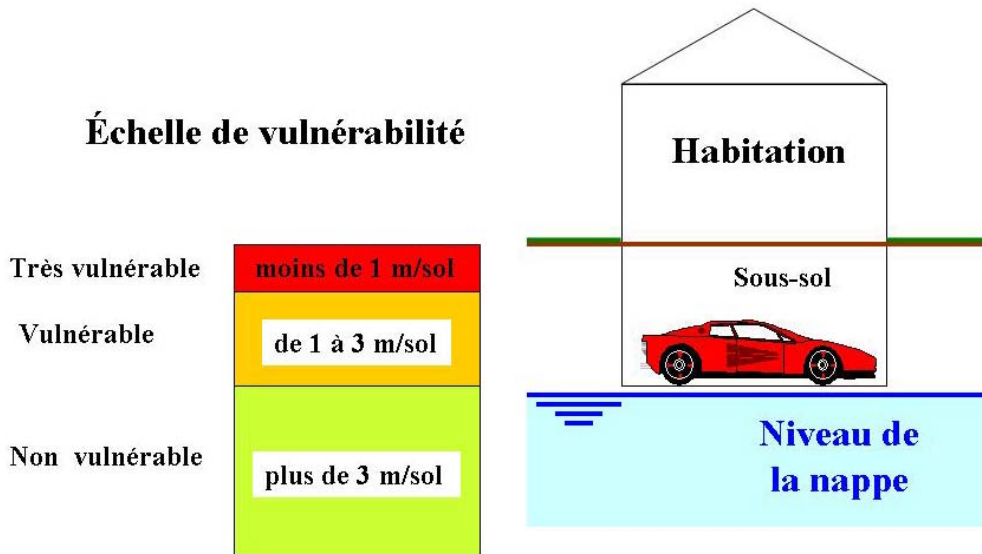 Échelle de vulnérabilité
Très vulnérable
moins de 1 m/sol
Vulnérable
de 1 à 3 m/sol
Non vulnérable
plus de 3 m/sol
Habitation
Sous-sol
Niveau de
la nappe